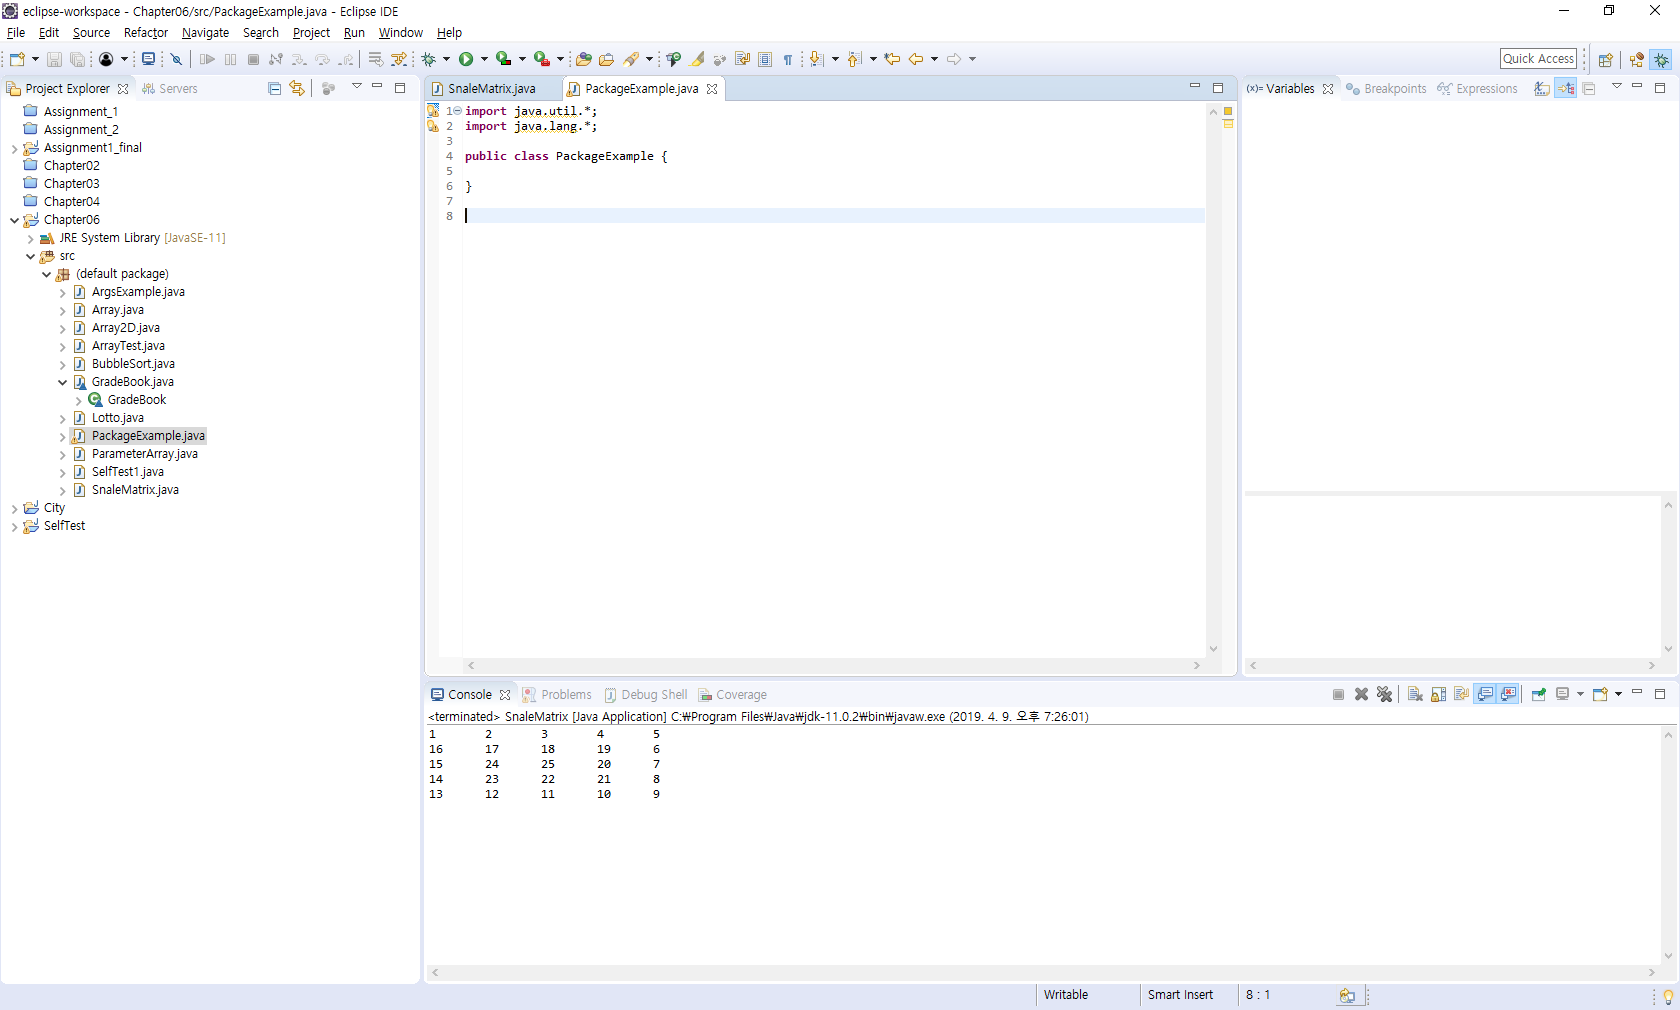 eclipse-workspace - Chapter06/src/PackageExample.java - Eclipse IDE
File Edit Source Refactor Navigate Search Project Run Window Help
Quick Access
Project Explorer Servers
Assignment_1
Assignment_2
Assignment1_final
Chapter02
Chapter03
Chapter04
Chapter06
JRE System Library [JavaSE-11]
src
(default package)
ArgsExample.java
Array.java
Array2D.java
ArrayTest.java
BubbleSort.java
GradeBook.java
GradeBook
Lotto.java
PackageExample.java
ParameterArray.java
SelfTest1.java
SnaleMatrix.java
City
SelfTest
SnaleMatrix.java PackageExample.java
1 import java.util.*;
2 import java.lang.*;
3
4 public class PackageExample {
5
6 }
7
8
(x)= Variables Breakpoints Expressions
Console Problems Debug Shell Coverage
<terminated> SnaleMatrix [Java Application] C:₩Program Files₩Java₩jdk-11.0.2₩bin₩javaw.exe (2019. 4. 9. 오후 7:26:01)
1 2 3 4 5
16 17 18 19 6
15 24 25 20 7
14 23 22 21 8
13 12 11 10 9
Writable Smart Insert 8 : 1